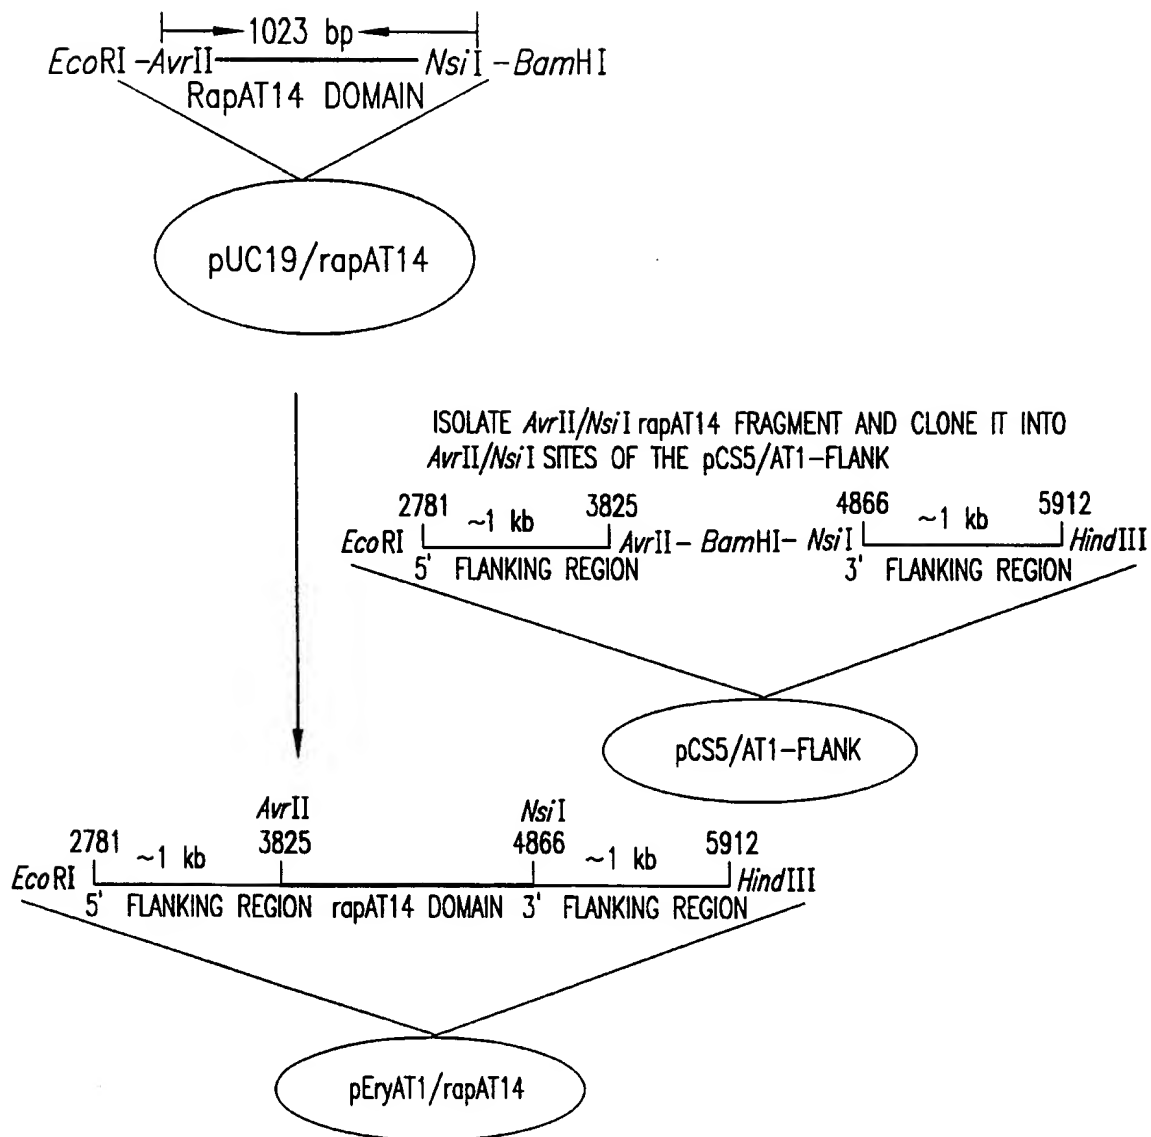 1023 bp
EcoRI-AvrII NsiI-BamHI
RapAT14 DOMAIN
pUC19/rapAT14
ISOLATE AvrII/NsiI rapAT14 FRAGMENT AND CLONE IT INTO
AvrII/NsiI SITES OF THE pCS5/AT1-FLANK
2781 ~1 kb 3825 4866 ~1 kb 5912
EcoRI AvrII- BamHI- NsiI HindIII
5' FLANKING REGION 3' FLANKING REGION
pCS5/AT1-FLANK
AvrII NsiI
2781 ~1 kb 3825 4866 ~1 kb 5912
EcoRI HindIII
5' FLANKING REGION rapAT14 DOMAIN 3' FLANKING REGION
pEryAT1/rapAT14